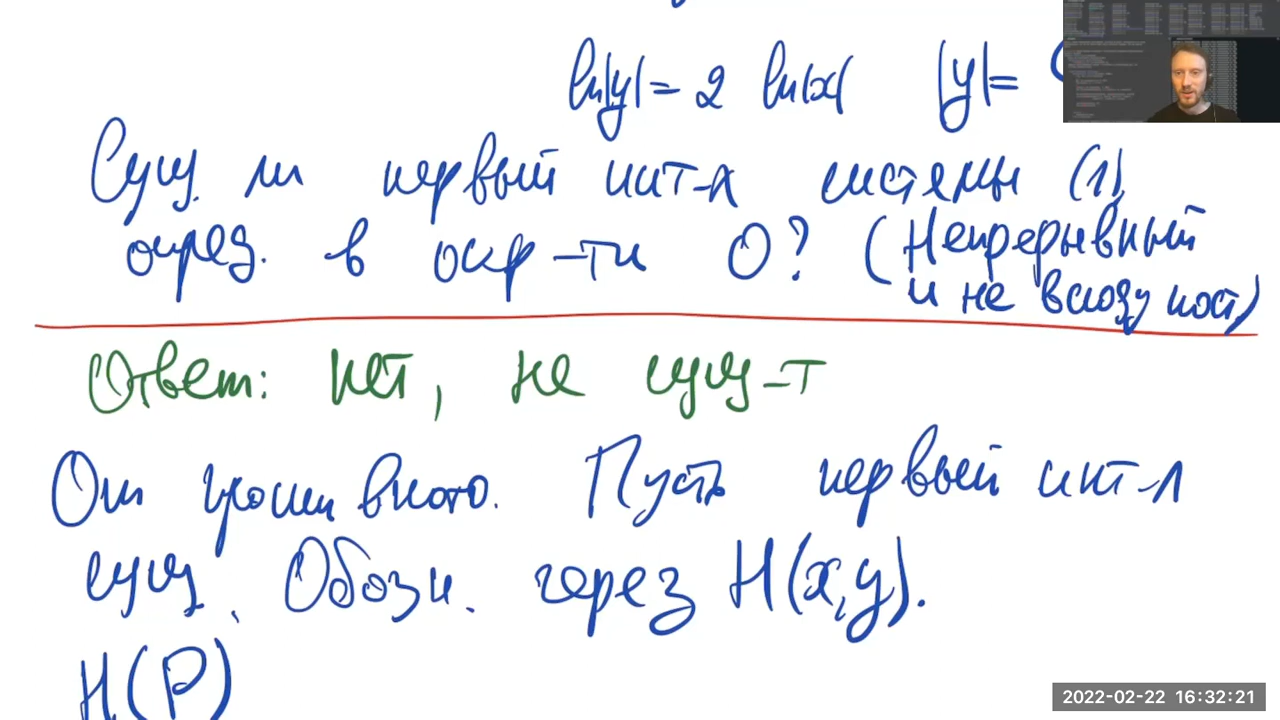 ln|y| = 2 ln|x| |y| =
Сущ. ли первый инт-л системы (1),
опред. в окр-ти O? (Непрерывный
и не всюду пост)
Ответ: нет, не сущ-т
От противного. Пусть первый инт-л
сущ. Обозн. через H(x,y).
H(P)
2022-02-22 16:32:21